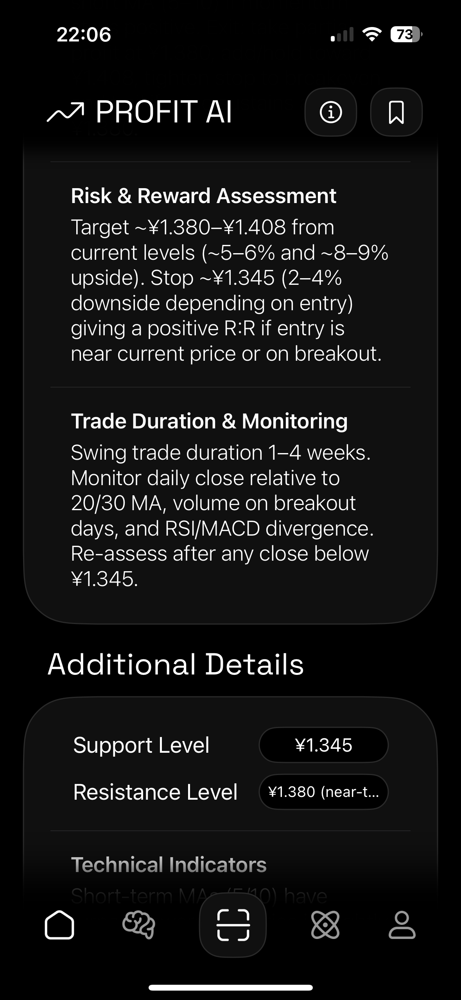 22:06
73
PROFIT AI
¥1.380.
Risk & Reward Assessment
Target ~¥1.380–¥1.408 from
current levels (~5–6% and ~8–9%
upside). Stop ~¥1.345 (2–4%
downside depending on entry)
giving a positive R:R if entry is
near current price or on breakout.
Trade Duration & Monitoring
Swing trade duration 1–4 weeks.
Monitor daily close relative to
20/30 MA, volume on breakout
days, and RSI/MACD divergence.
Re-assess after any close below
¥1.345.
Additional Details
Support Level ¥1.345
Resistance Level ¥1.380 (near-t...
Technical Indicators
Short-term MAs (5/10) have